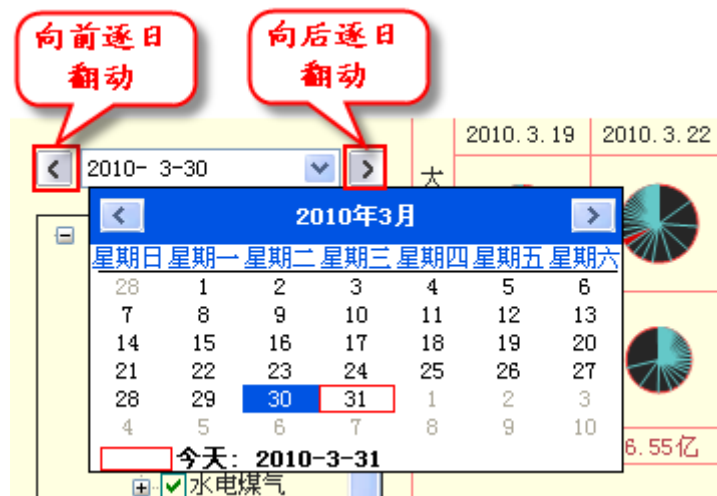 向前逐日
翻动
向后逐日
翻动
2010.3.19 2010.3.22
2010- 3-30
大
2010年3月
星期日 星期一 星期二 星期三 星期四 星期五 星期六
28 1 2 3 4 5 6
7 8 9 10 11 12 13
14 15 16 17 18 19 20
21 22 23 24 25 26 27
28 29 30 31 1 2 3
4 5 6 7 8 9 10
今天: 2010-3-31
6.55亿
水电煤气